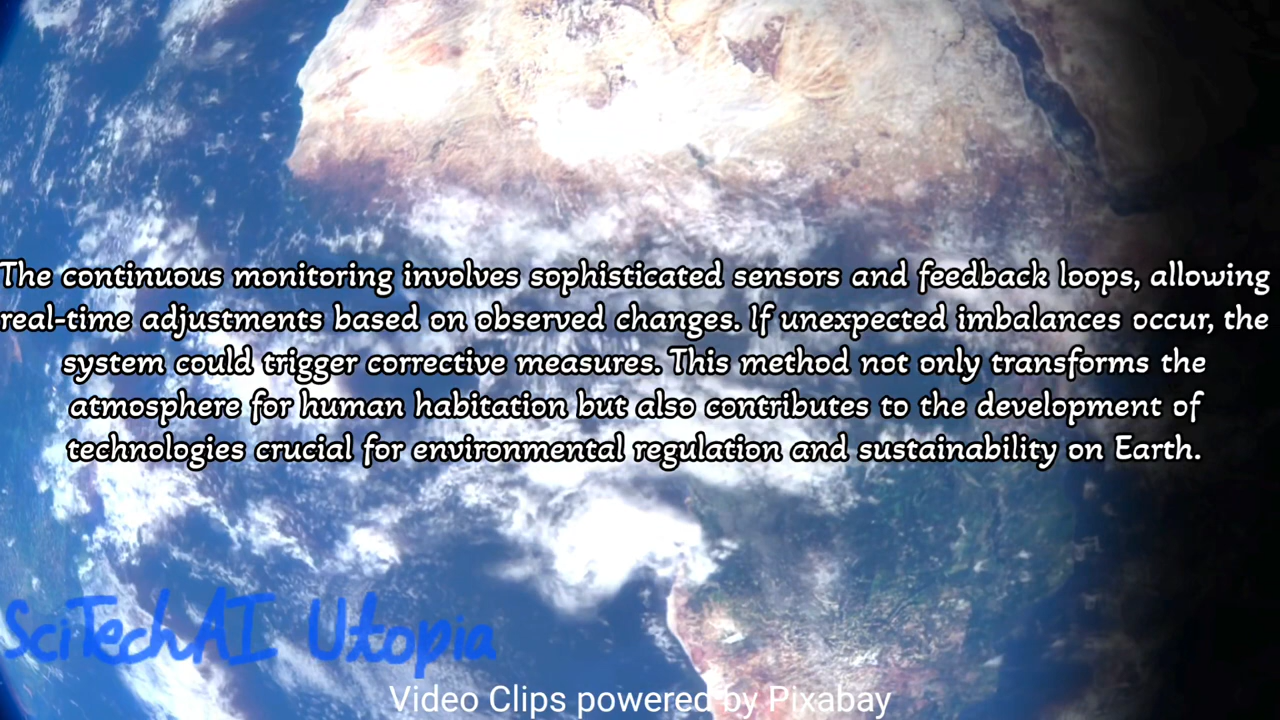 The continuous monitoring involves sophisticated sensors and feedback loops, allowing
real-time adjustments based on observed changes. If unexpected imbalances occur, the
system could trigger corrective measures. This method not only transforms the
atmosphere for human habitation but also contributes to the development of
technologies crucial for environmental regulation and sustainability on Earth.
SciTechAI Utopia
Video Clips powered by Pixabay